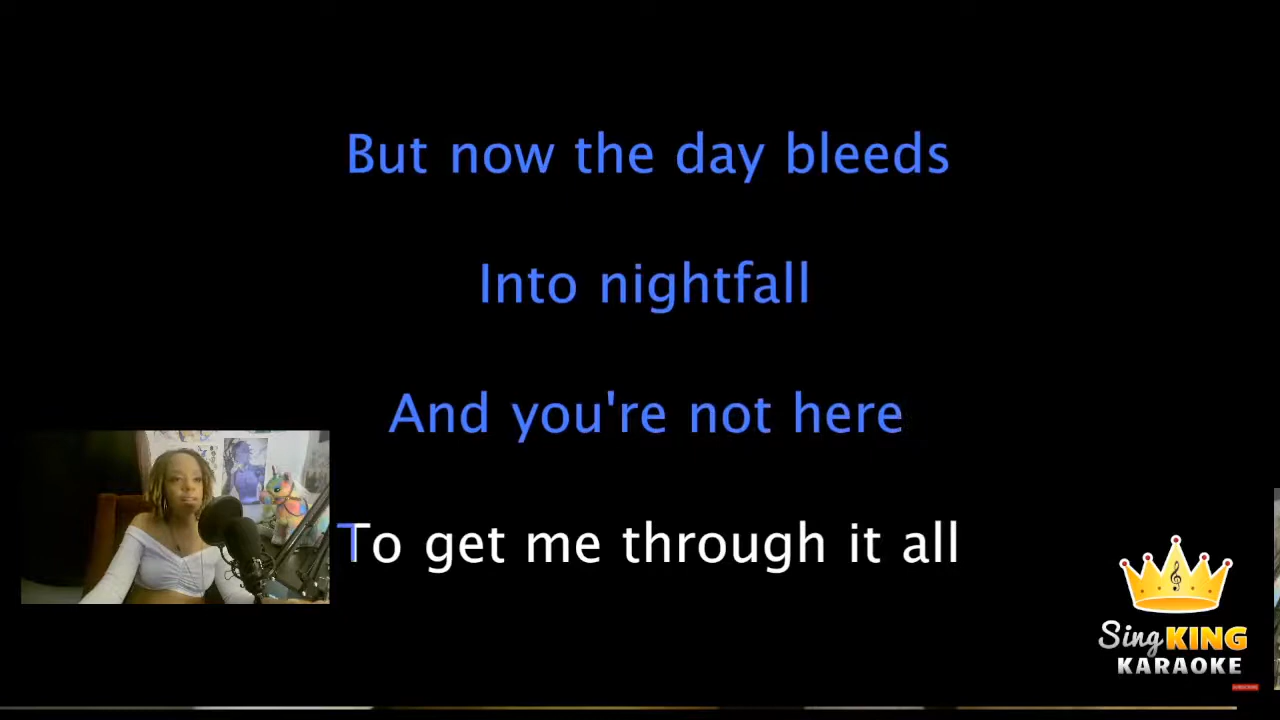 But now the day bleeds
Into nightfall
And you're not here
To get me through it all
Sing KING
KARAOKE
SUBSCRIBE